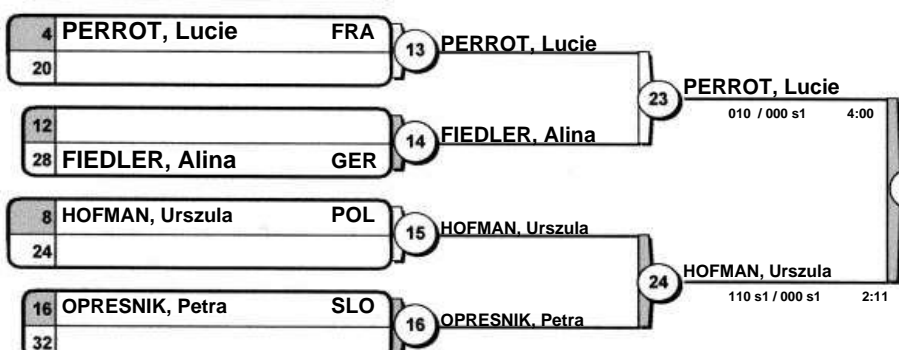 4 PERROT, Lucie FRA
20
13 PERROT, Lucie
12
28 FIEDLER, Alina GER
14 FIEDLER, Alina
23 PERROT, Lucie
010 / 000 s1 4:00
8 HOFMAN, Urszula POL
24
15 HOFMAN, Urszula
16 OPRESNIK, Petra SLO
32
16 OPRESNIK, Petra
24 HOFMAN, Urszula
110 s1 / 000 s1 2:11